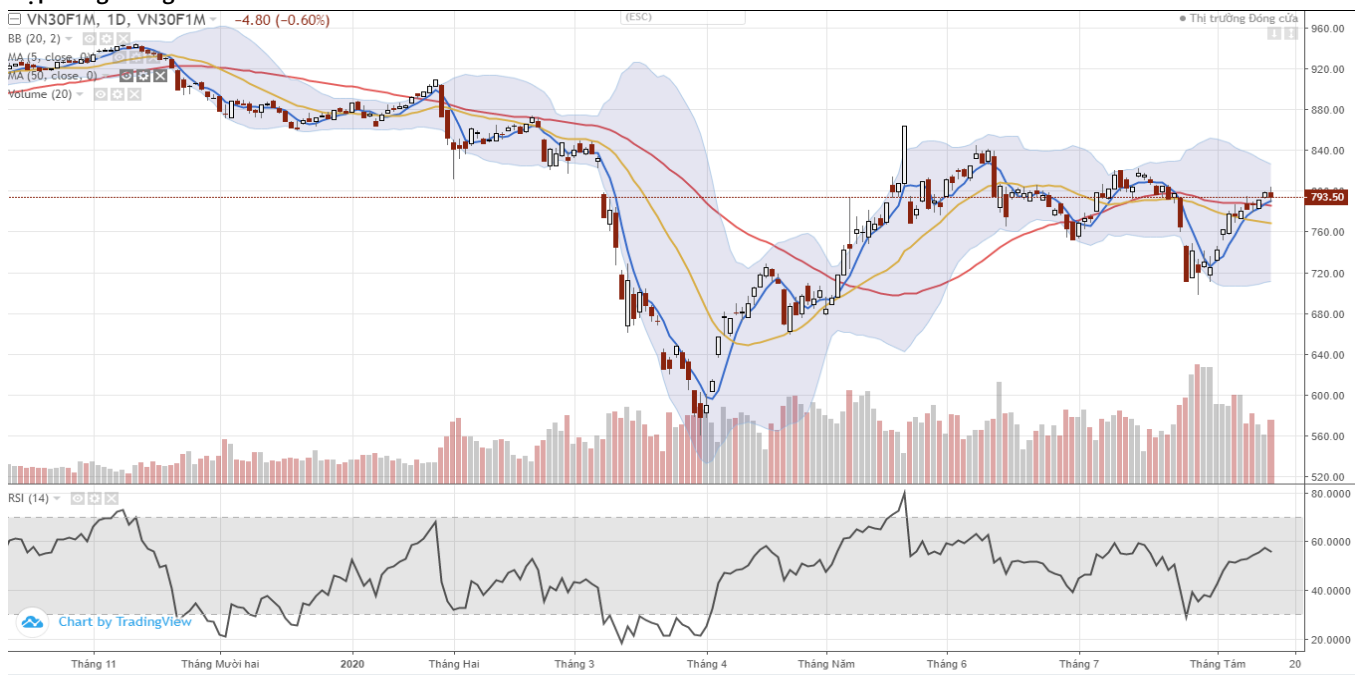 VN30F1M, 1D, VN30F1M −4.80 (−0.60%)
(ESC)
Thị trường Đóng cửa
BB (20, 2)
MA (5, close, 0)
MA (50, close, 0)
Volume (20)
960.00
920.00
880.00
840.00
800.00
793.50
760.00
720.00
680.00
640.00
600.00
560.00
520.00
RSI (14)
80.0000
60.0000
40.0000
20.0000
Chart by TradingView
Tháng 11 Tháng Mười hai 2020 Tháng Hai Tháng 3 Tháng 4 Tháng Năm Tháng 6 Tháng 7 Tháng Tám 20